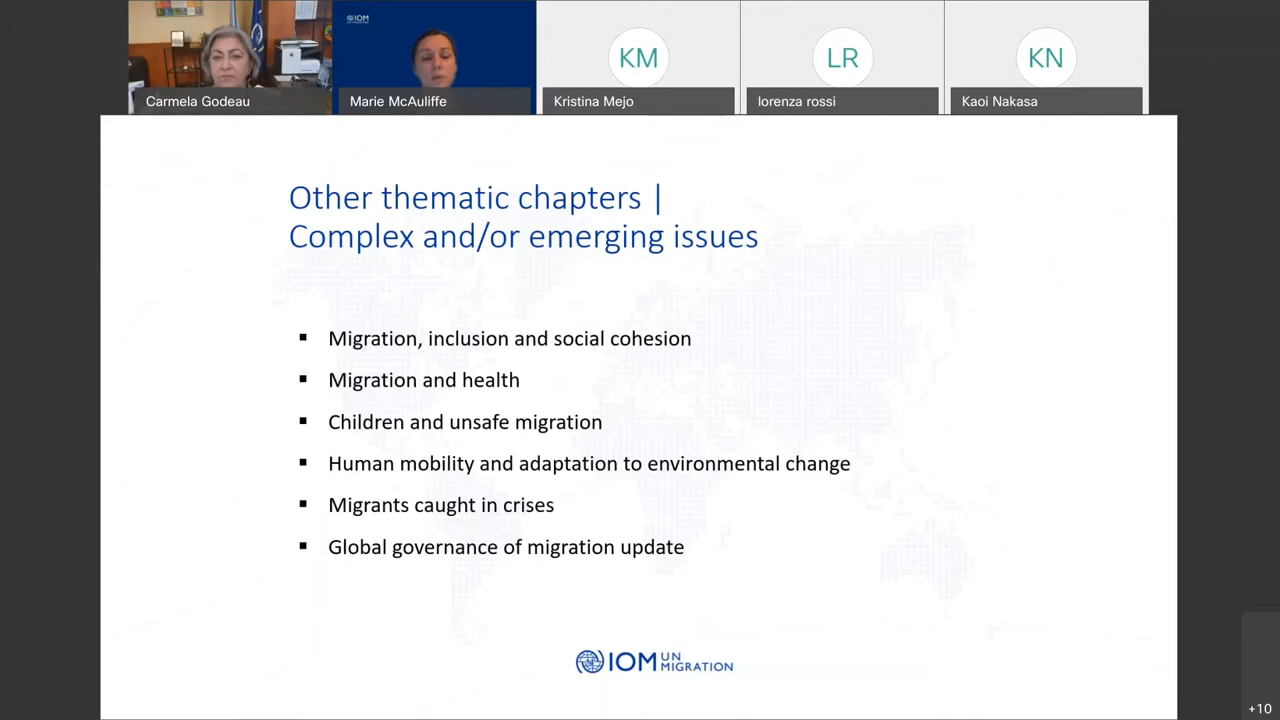 IOM
KM
LR
KN
Carmela Godeau
Marie McAuliffe
Kristina Mejo
lorenza rossi
Kaoi Nakasa
Other thematic chapters |
Complex and/or emerging issues
Migration, inclusion and social cohesion
Migration and health
Children and unsafe migration
Human mobility and adaptation to environmental change
Migrants caught in crises
Global governance of migration update
IOM UN
MIGRATION
+10